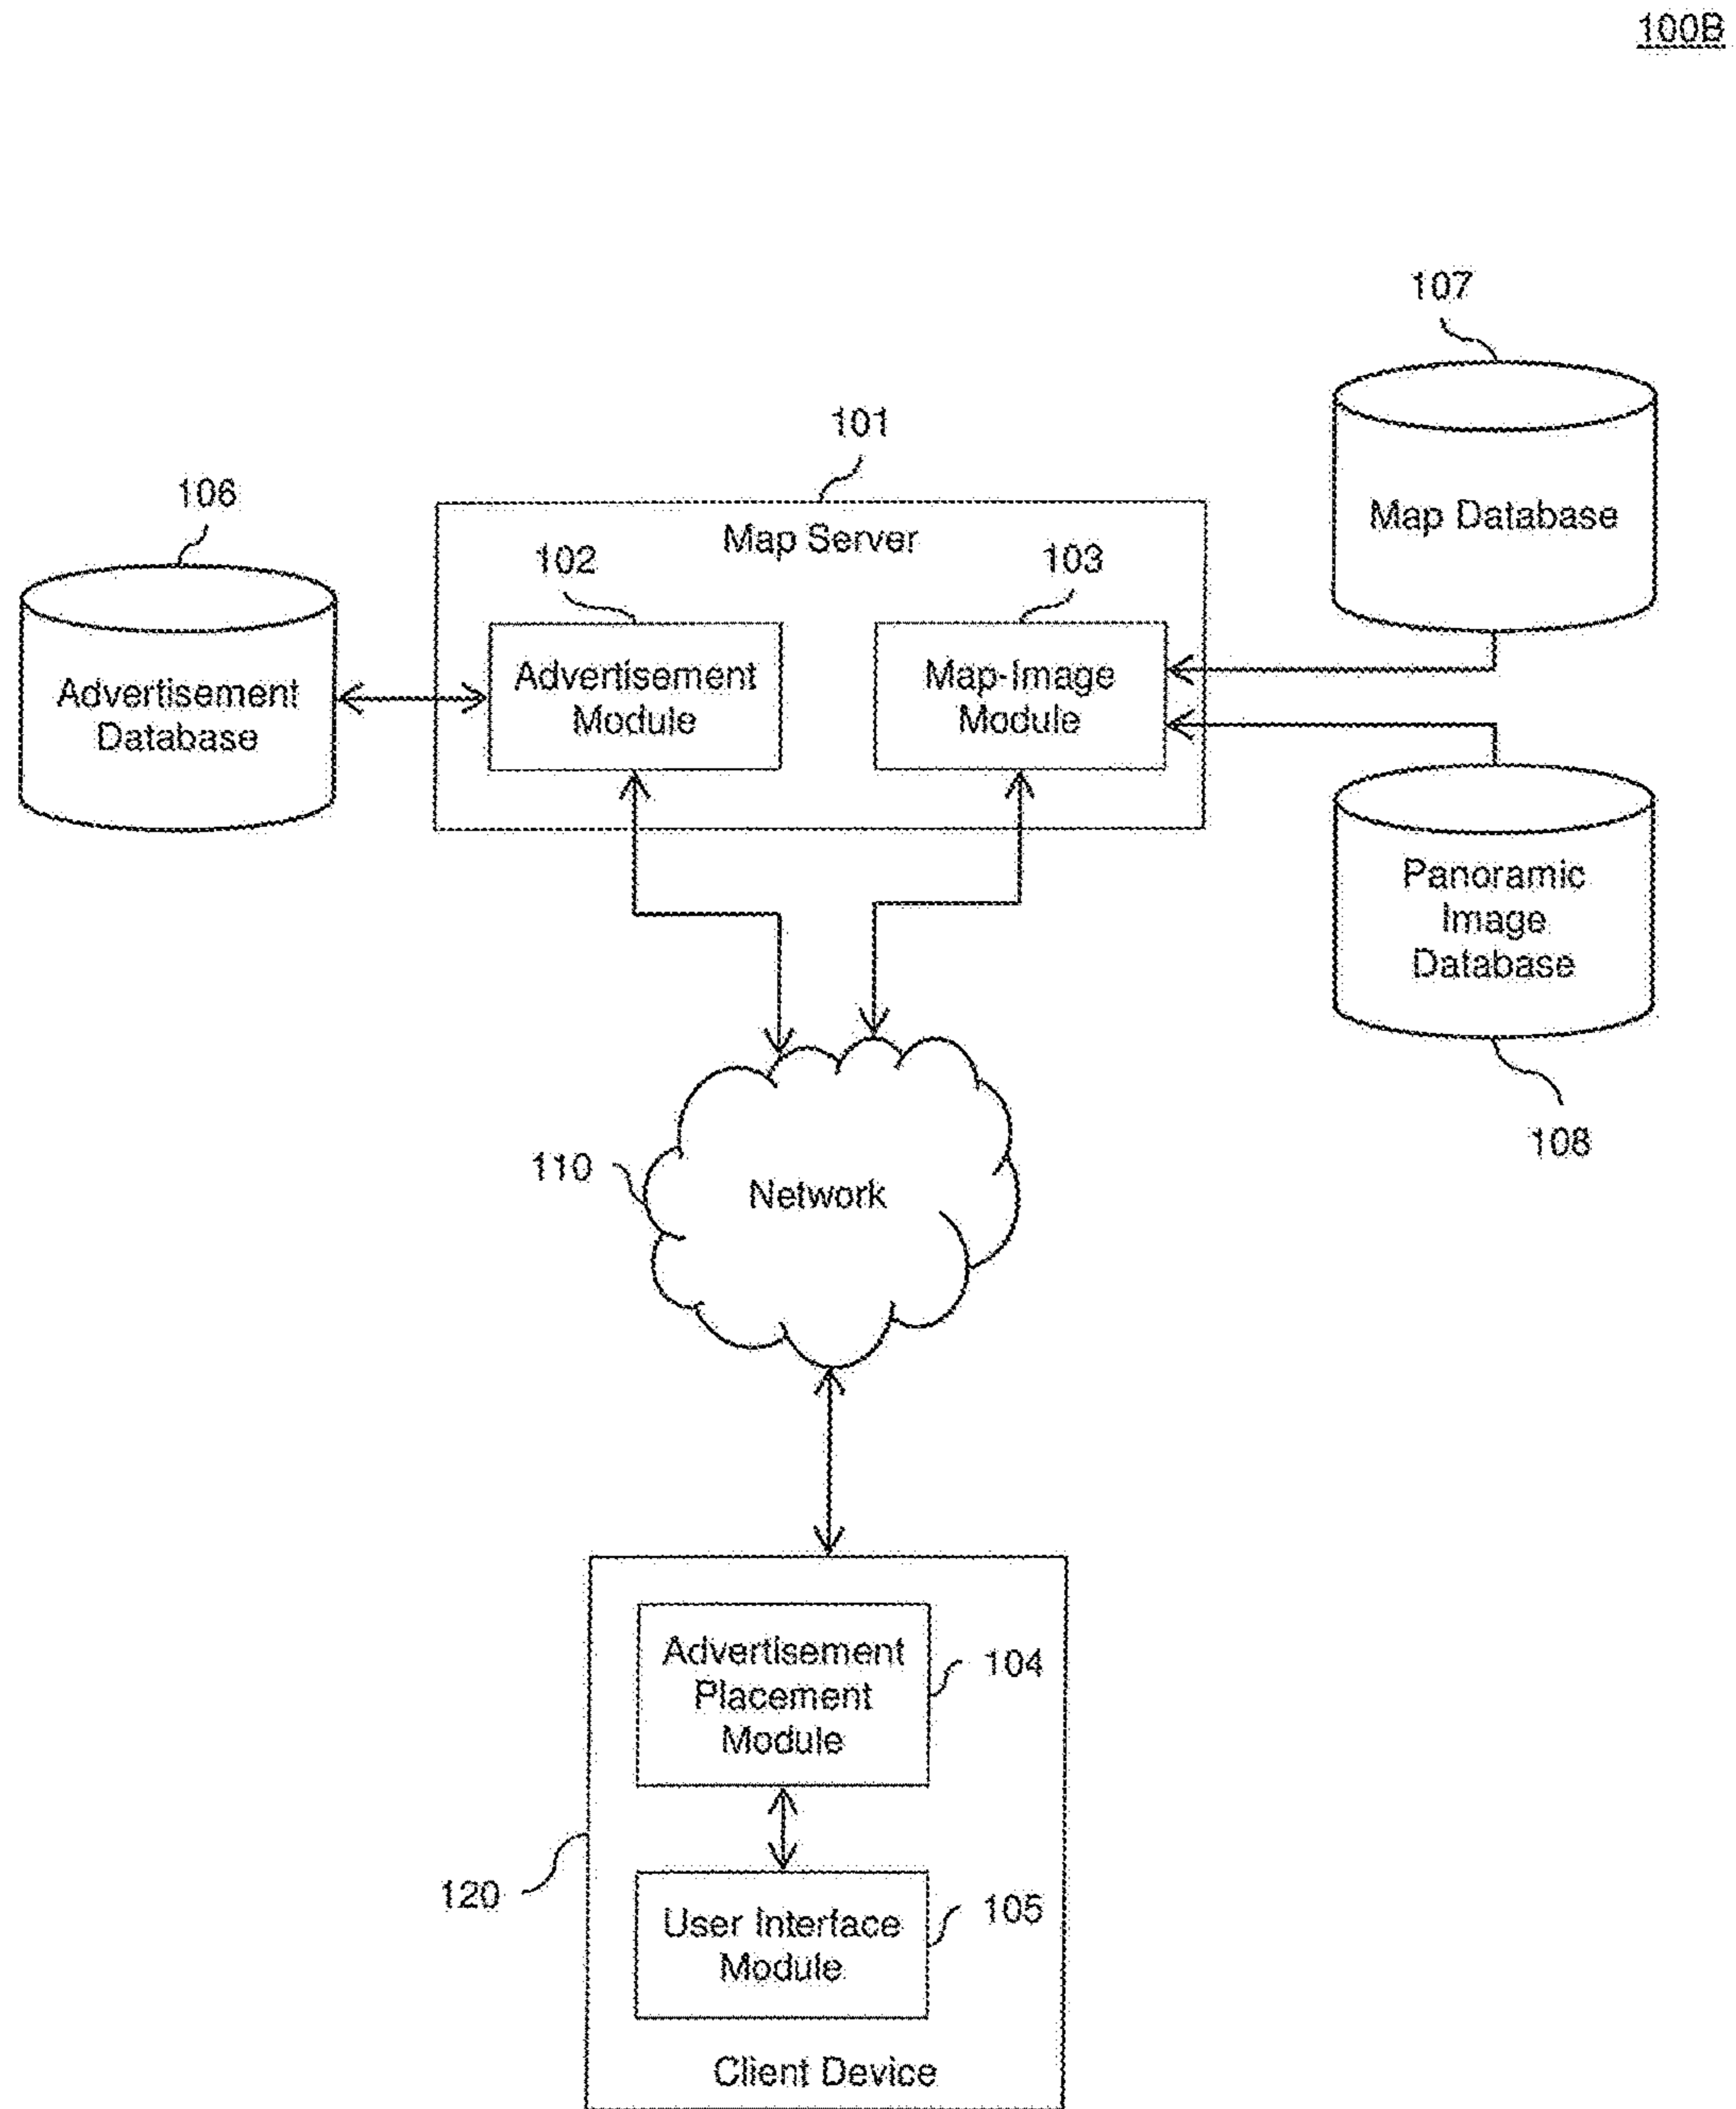 100B
107
Map Database
101
Map Server
106
Advertisement
Database
102
Advertisement
Module
103
Map-Image
Module
Panoramic
Image
Database
108
110
Network
Advertisement
Placement
Module
104
120
User Interface
Module
105
Client Device